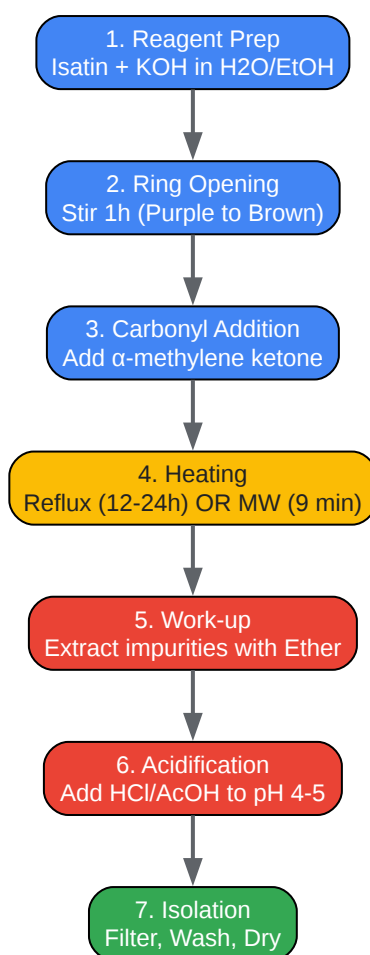 1. Reagent Prep
Isatin + KOH in H2O/EtOH
2. Ring Opening
Stir 1h (Purple to Brown)
3. Carbonyl Addition
Add α-methylene ketone
4. Heating
Reflux (12-24h) OR MW (9 min)
5. Work-up
Extract impurities with Ether
6. Acidification
Add HCl/AcOH to pH 4-5
7. Isolation
Filter, Wash, Dry